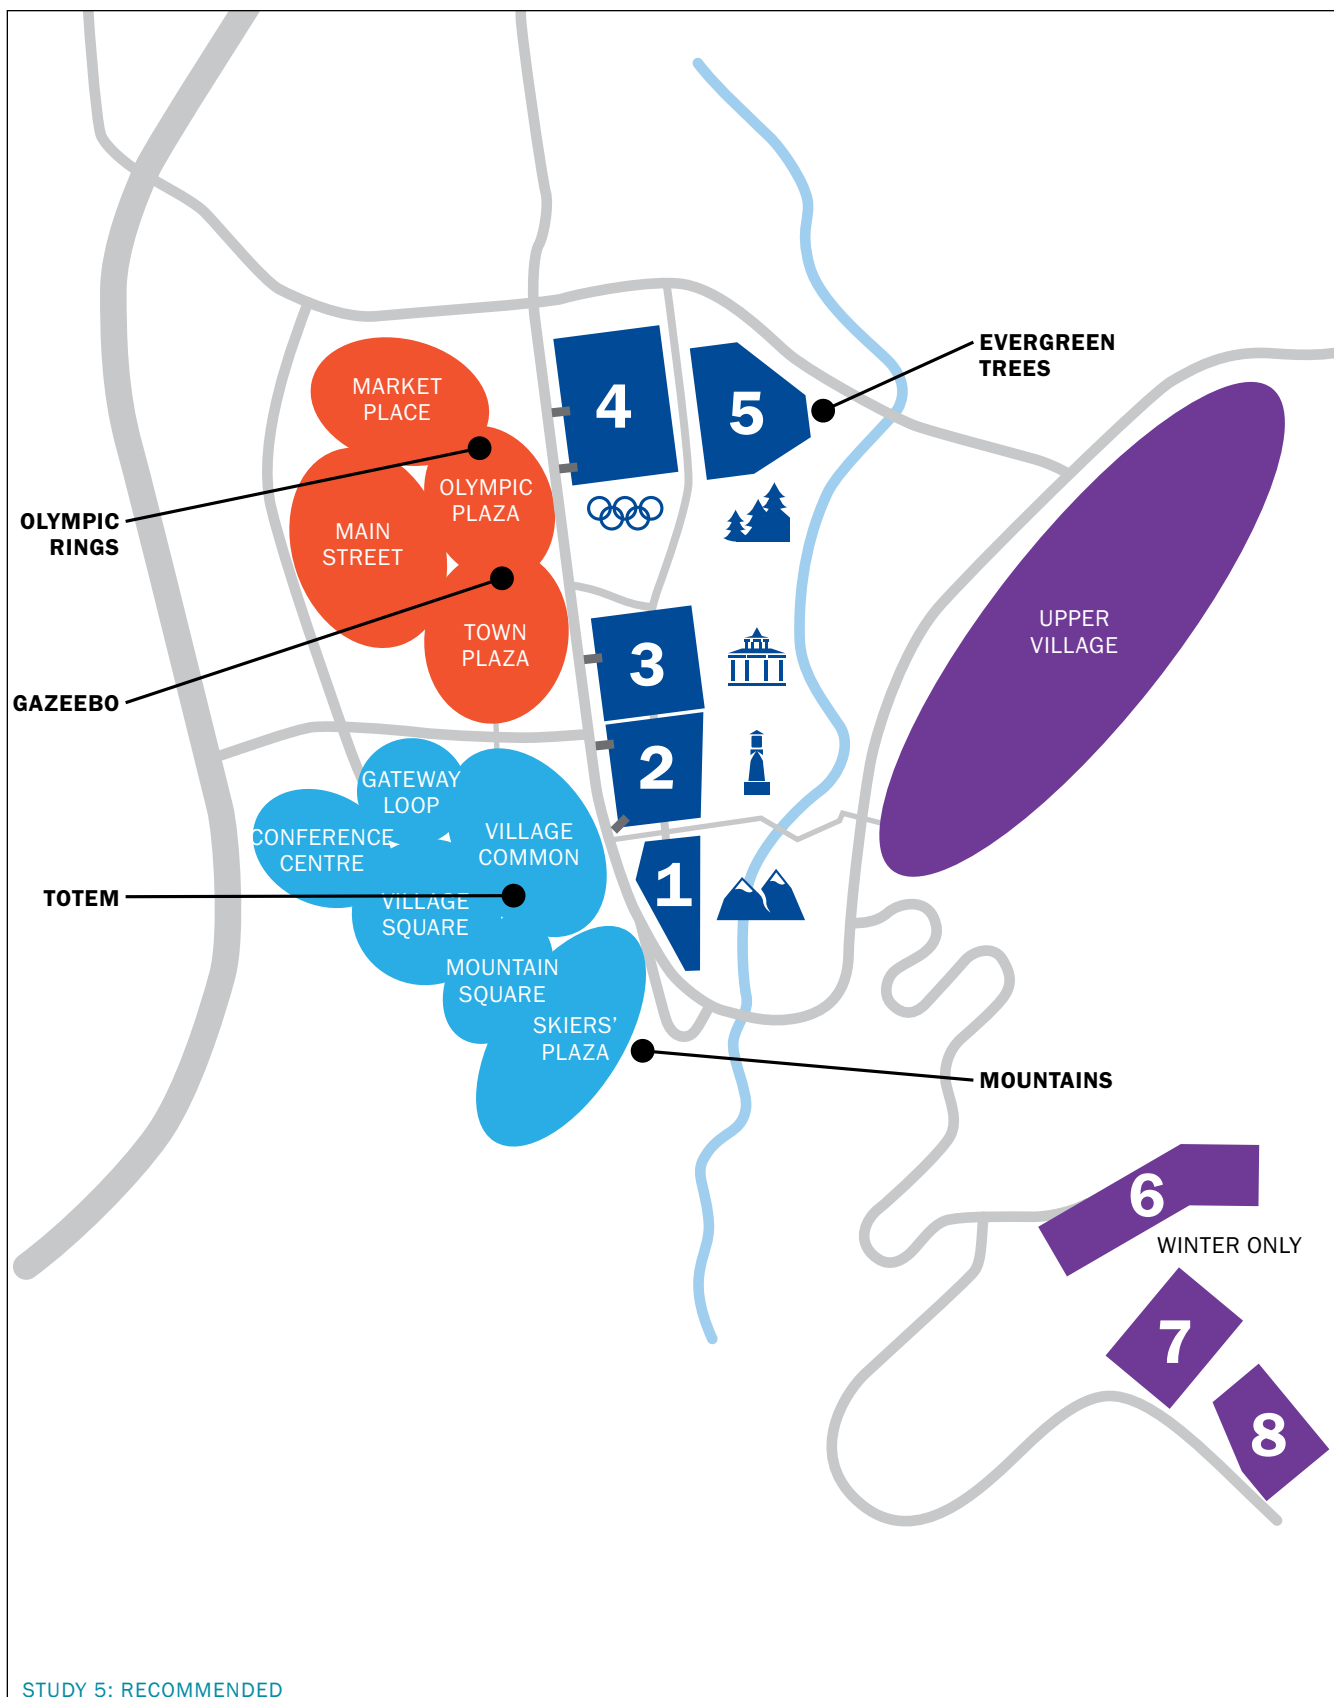 EVERGREEN
TREES
4
5
MARKET
PLACE
OLYMPIC
PLAZA
OLYMPIC
RINGS
MAIN
STREET
UPPER
VILLAGE
TOWN
PLAZA
3
GAZEEBO
2
GATEWAY
LOOP
CONFERENCE
CENTRE
VILLAGE
COMMON
1
TOTEM
VILLAGE
SQUARE
MOUNTAIN
SQUARE
SKIERS’
PLAZA
MOUNTAINS
6
WINTER ONLY
7
8
STUDY 5: RECOMMENDED